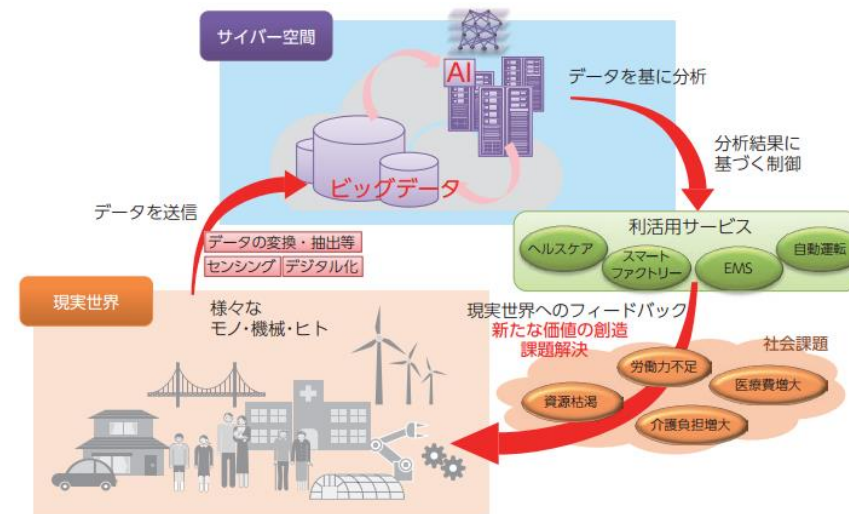 サイバー空間
AI
データを基に分析
分析結果に
基づく制御
ビッグデータ
データを送信
データの変換・抽出等
センシング
デジタル化
利活用サービス
ヘルスケア
スマート
ファクトリー
EMS
自動運転
現実世界
様々な
モノ・機械・ヒト
現実世界へのフィードバック
新たな価値の創造
課題解決
社会課題
労働力不足
医療費増大
資源枯渇
介護負担増大